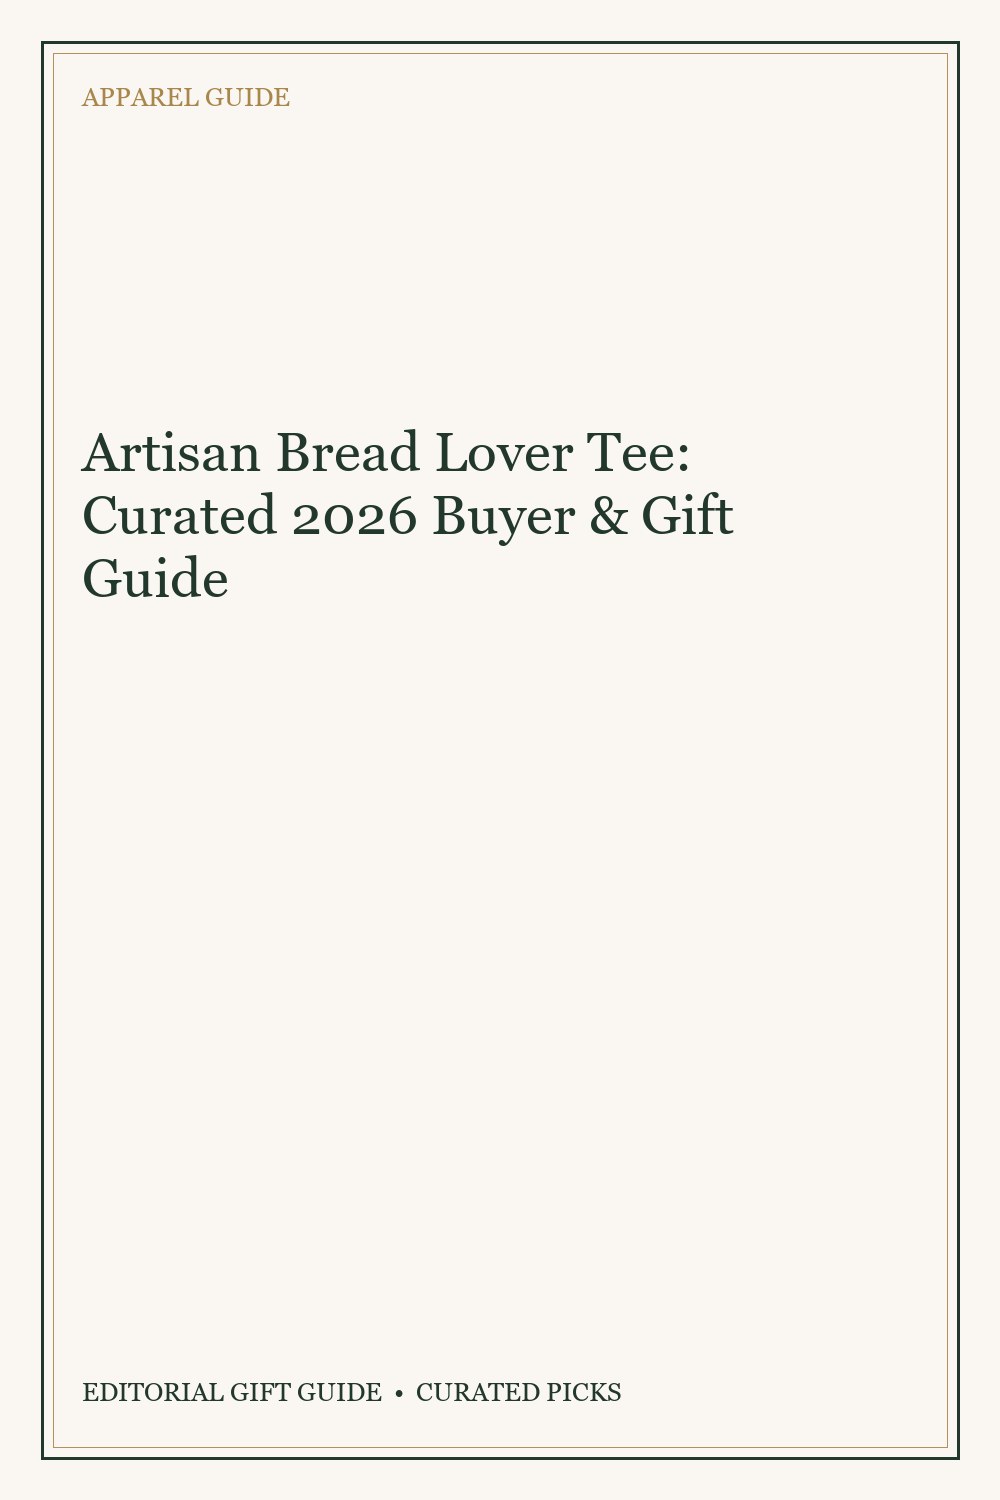 APPAREL GUIDE
Artisan Bread Lover Tee:
Curated 2026 Buyer & Gift
Guide
EDITORIAL GIFT GUIDE • CURATED PICKS